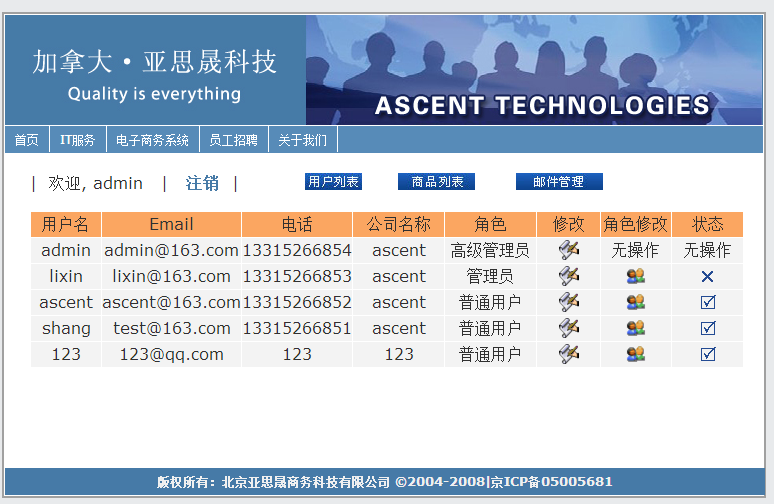 加拿大·亚思晟科技
Quality is everything
ASCENT TECHNOLOGIES
首页 IT服务 电子商务系统 员工招聘 关于我们
| 欢迎, admin | 注销 | 用户列表 商品列表 邮件管理
用户名 Email 电话 公司名称 角色 修改 角色修改 状态
admin admin@163.com 13315266854 ascent 高级管理员 无操作 无操作
lixin lixin@163.com 13315266853 ascent 管理员
ascent ascent@163.com 13315266852 ascent 普通用户
shang test@163.com 13315266851 ascent 普通用户
123 123@qq.com 123 123 普通用户
版权所有：北京亚思晟商务科技有限公司 ©2004-2008|京ICP备05005681